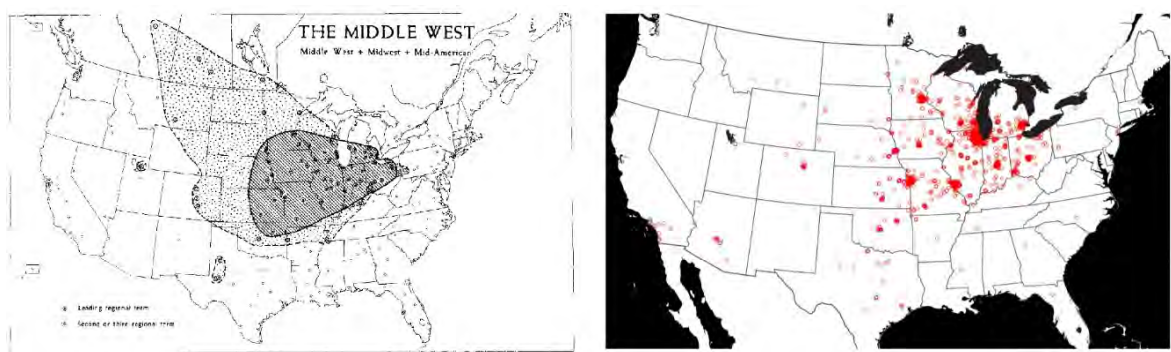 THE MIDDLE WEST
Middle West + Midwest + Mid-American
Leading regional term
Second or third regional term